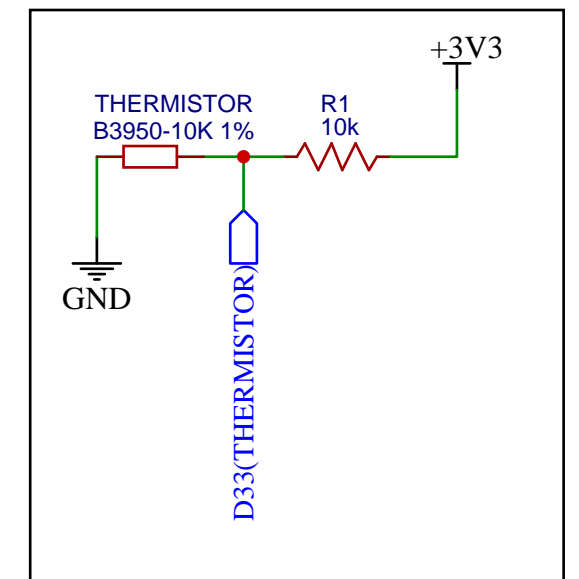 +3V3
THERMISTOR
B3950-10K 1%
R1
10k
GND
D33(THERMISTOR)